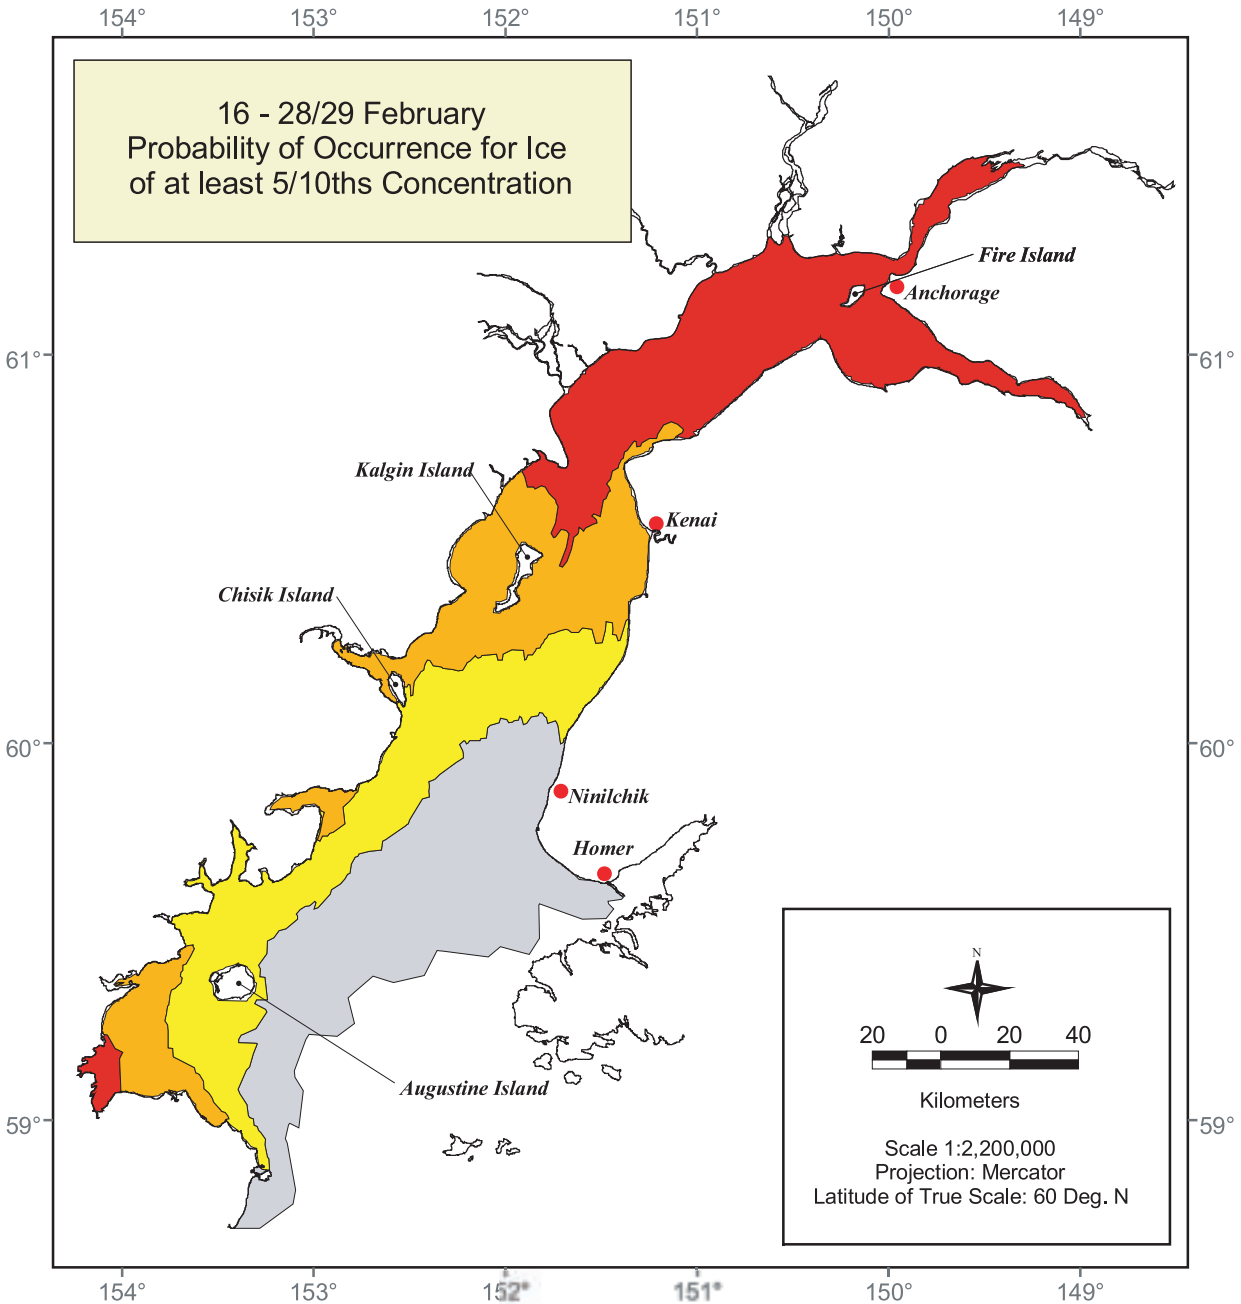 154° 153° 152° 151° 150° 149°
16 - 28/29 February
Probability of Occurrence for Ice
of at least 5/10ths Concentration
Fire Island
Anchorage
61° 61°
Kalgin Island
Kenai
Chisik Island
60° 60°
Ninilchik
Homer
N
20 0 20 40
Kilometers
Augustine Island
59° 59°
Scale 1:2,200,000
Projection: Mercator
Latitude of True Scale: 60 Deg. N
154° 153° 152° 151° 150° 149°